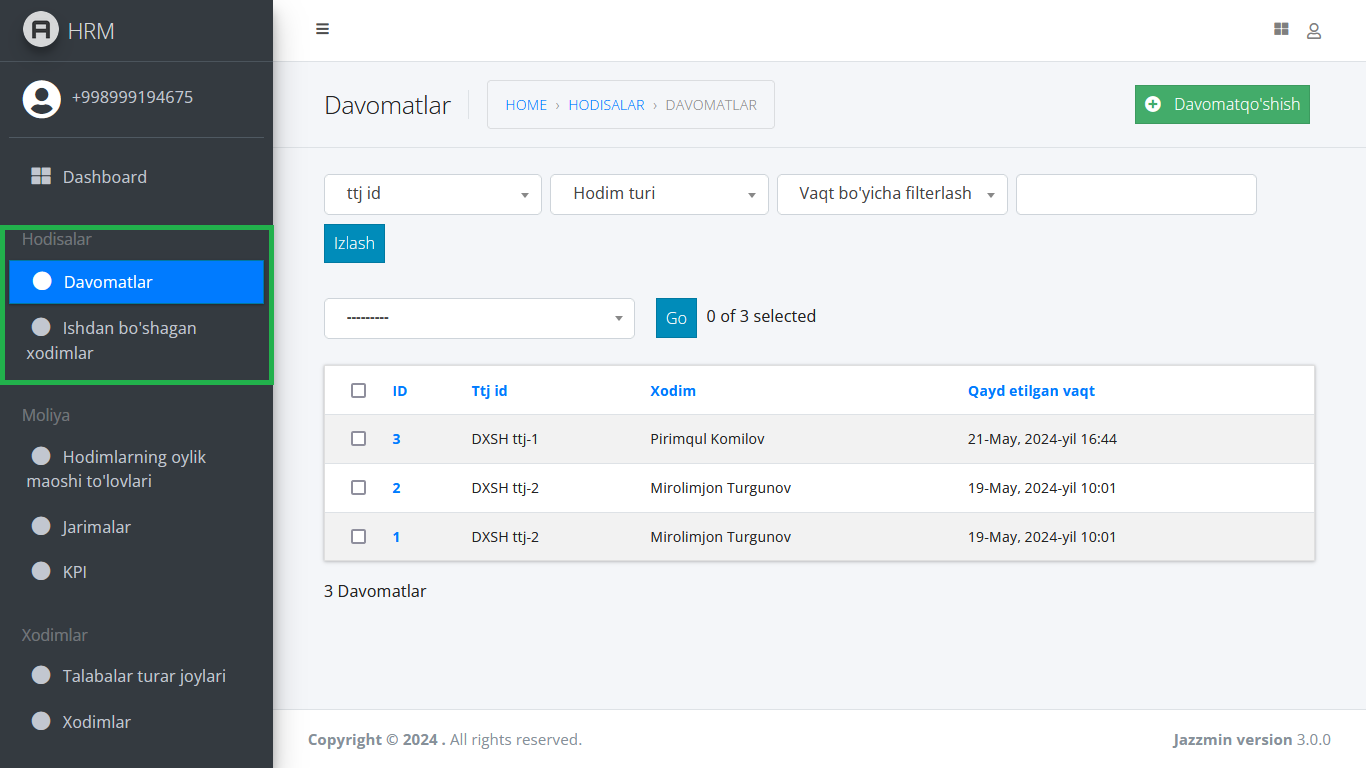 HRM
+998999194675
Dashboard
Hodisalar
Davomatlar
Ishdan bo'shagan
xodimlar
Moliya
Hodimlarning oylik
maoshi to'lovlari
Jarimalar
KPI
Xodimlar
Talabalar turar joylari
Xodimlar
Davomatlar
HOME › HODISALAR › DAVOMATLAR
Davomatqo'shish
ttj id
Hodim turi
Vaqt bo'yicha filterlash
Izlash
---------
Go
0 of 3 selected
ID Ttj id Xodim Qayd etilgan vaqt
3 DXSH ttj-1 Pirimqul Komilov 21-May, 2024-yil 16:44
2 DXSH ttj-2 Mirolimjon Turgunov 19-May, 2024-yil 10:01
1 DXSH ttj-2 Mirolimjon Turgunov 19-May, 2024-yil 10:01
3 Davomatlar
Copyright © 2024 . All rights reserved.
Jazzmin version 3.0.0